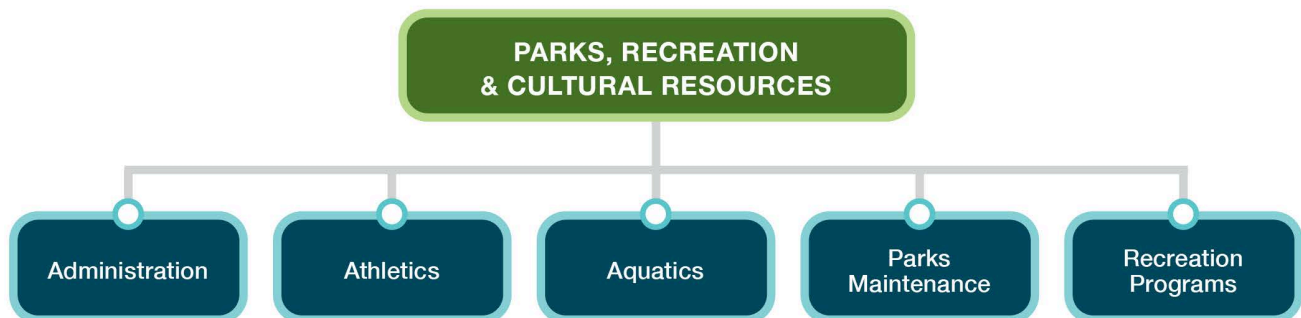 PARKS, RECREATION
& CULTURAL RESOURCES
Administration
Athletics
Aquatics
Parks
Maintenance
Recreation
Programs